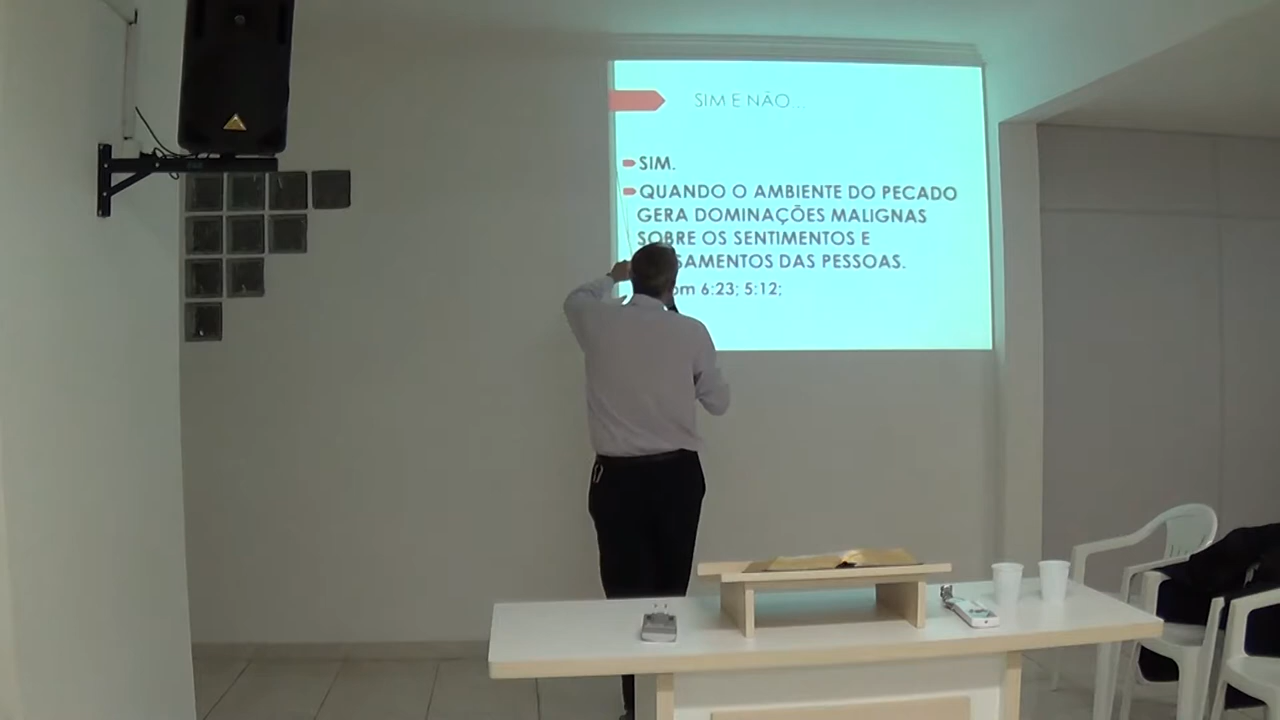 SIM E NÃO...
SIM.
QUANDO O AMBIENTE DO PECADO
GERA DOMINAÇÕES MALIGNAS
SOBRE OS SENTIMENTOS E
SAMENTOS DAS PESSOAS.
om 6:23; 5:12;